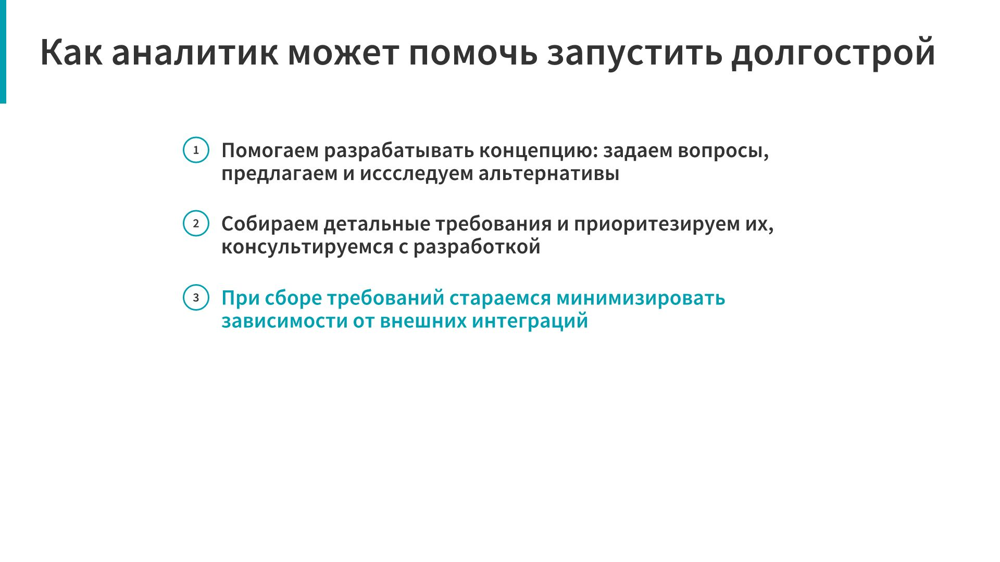 Как аналитик может помочь запустить долгострой
1 Помогаем разрабатывать концепцию: задаем вопросы,
предлагаем и иссследуем альтернативы
2 Собираем детальные требования и приоритезируем их,
консультируемся с разработкой
3 При сборе требований стараемся минимизировать
зависимости от внешних интеграций